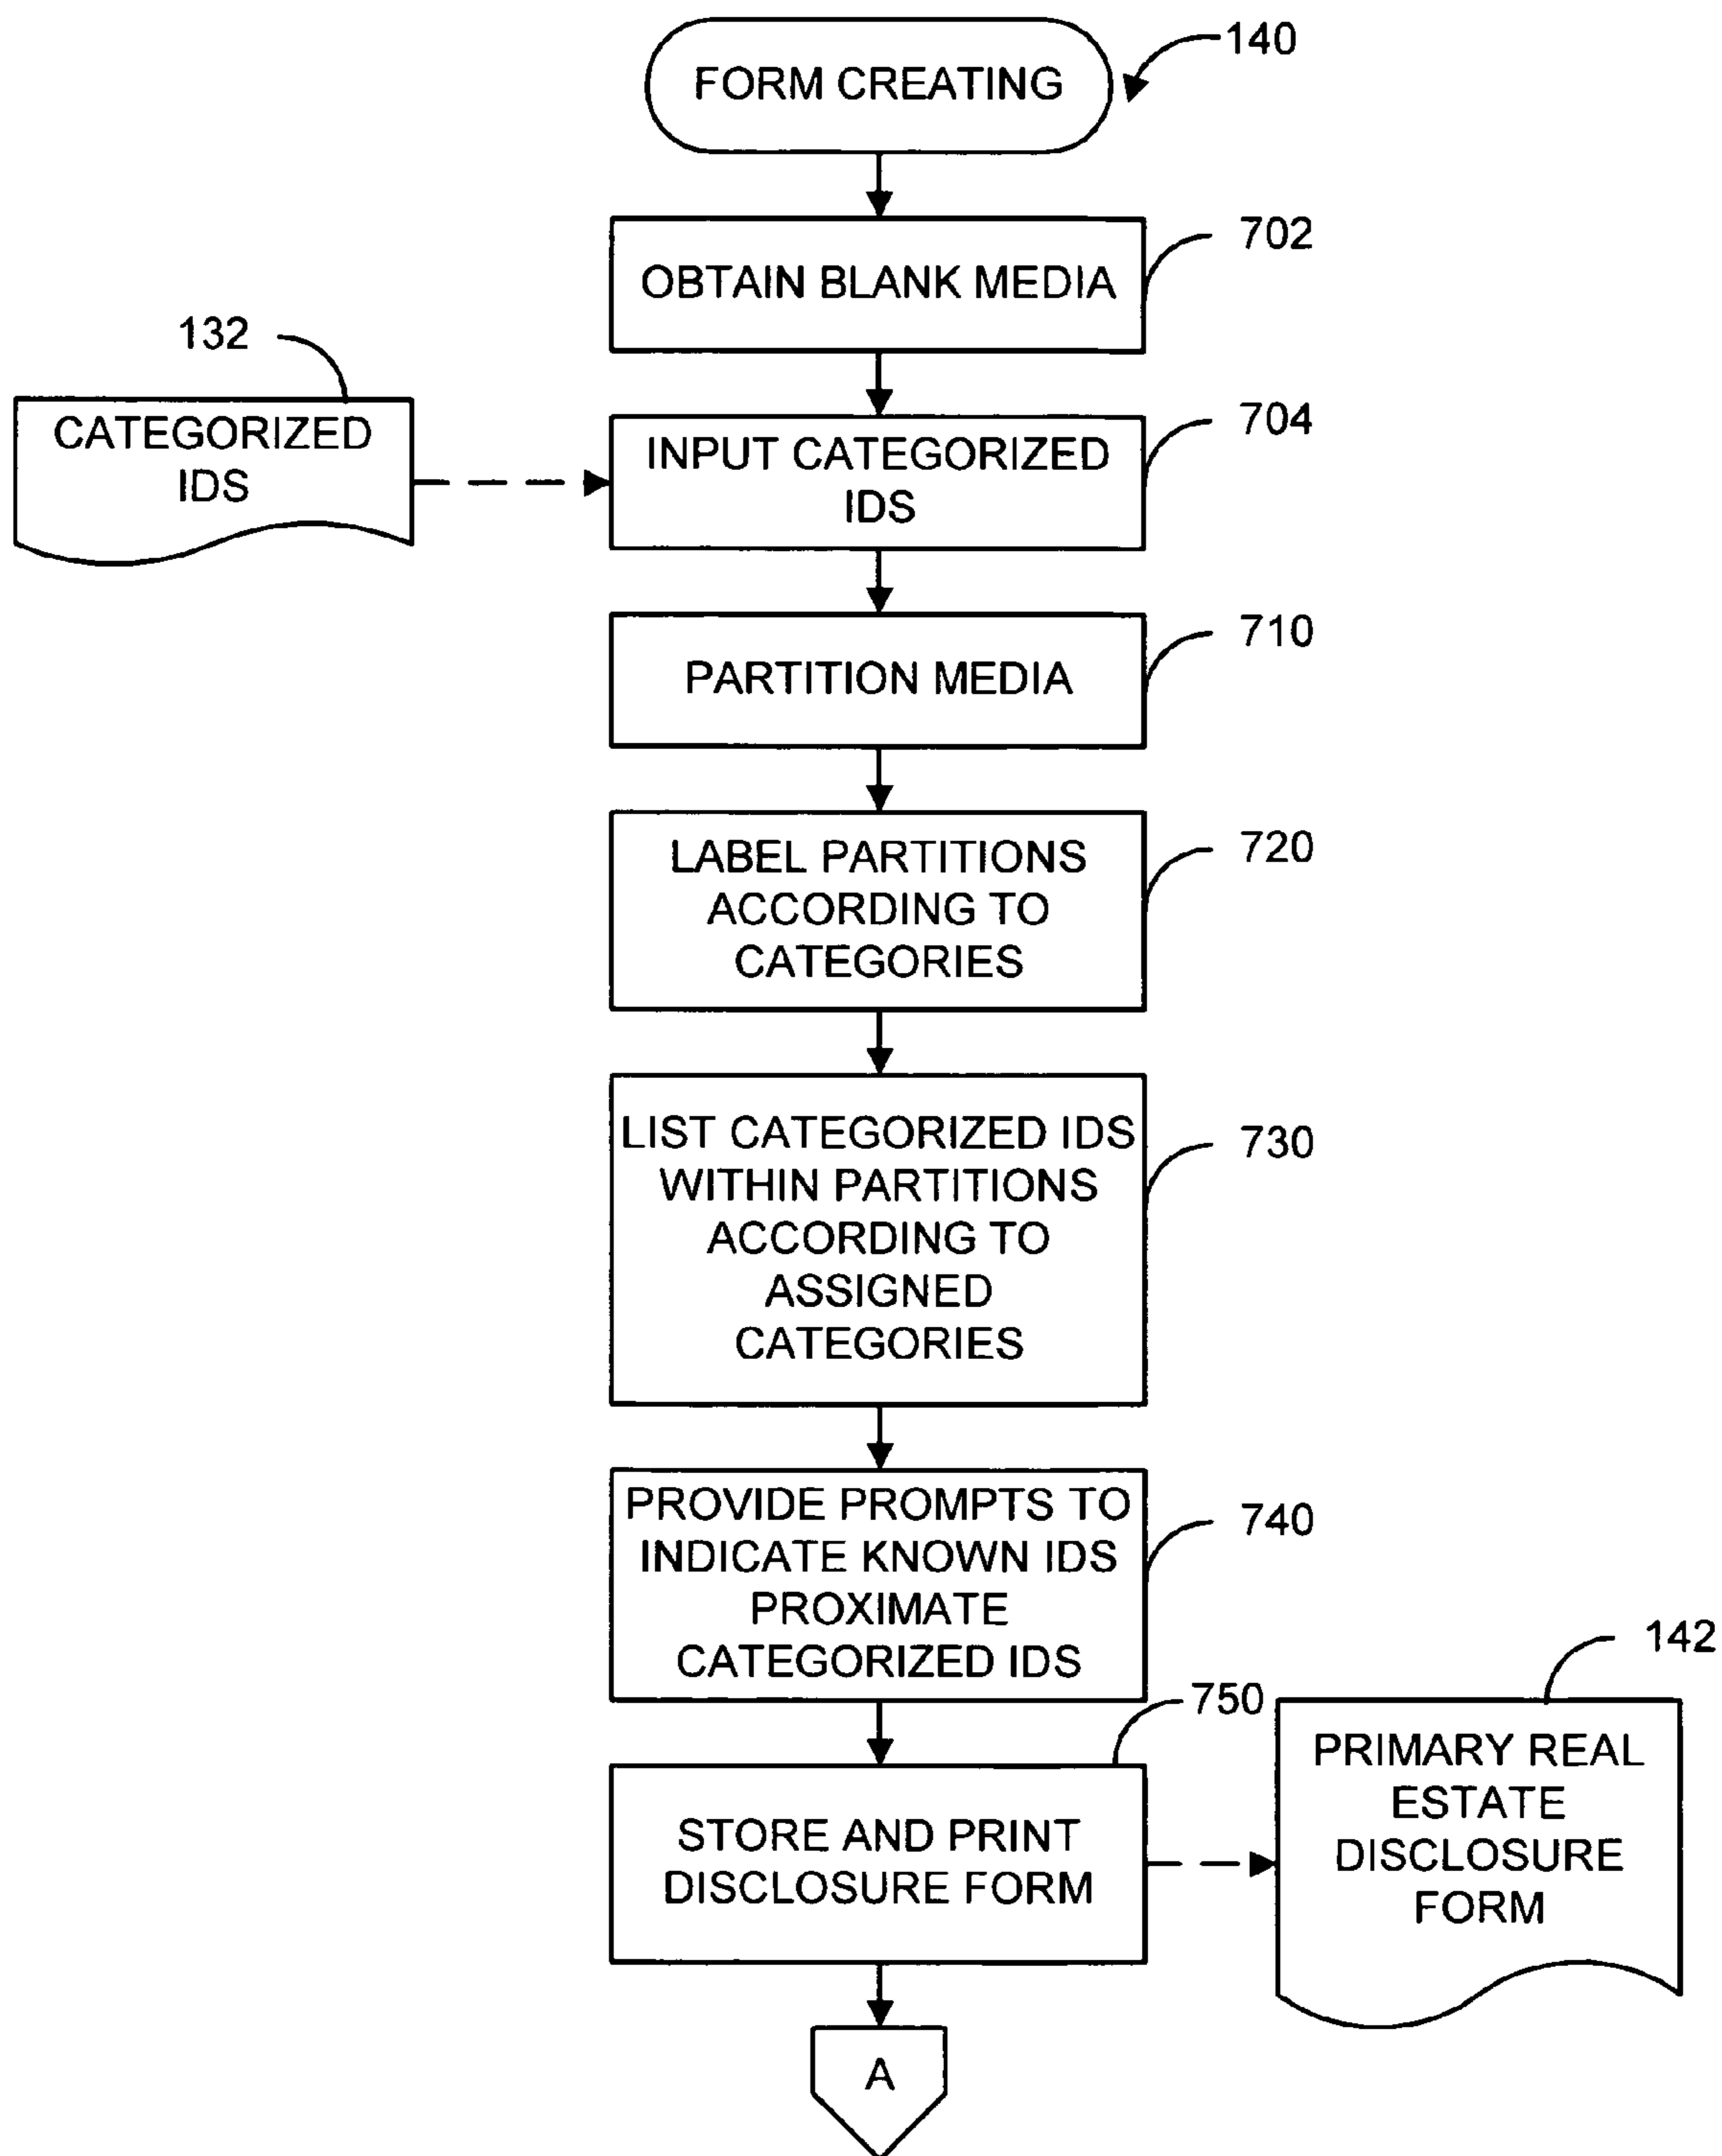 FORM CREATING
140
OBTAIN BLANK MEDIA
702
132
CATEGORIZED
IDS
INPUT CATEGORIZED
IDS
704
PARTITION MEDIA
710
LABEL PARTITIONS
ACCORDING TO
CATEGORIES
720
LIST CATEGORIZED IDS
WITHIN PARTITIONS
ACCORDING TO
ASSIGNED
CATEGORIES
730
PROVIDE PROMPTS TO
INDICATE KNOWN IDS
PROXIMATE
CATEGORIZED IDS
740
750
STORE AND PRINT
DISCLOSURE FORM
142
PRIMARY REAL
ESTATE
DISCLOSURE
FORM
A